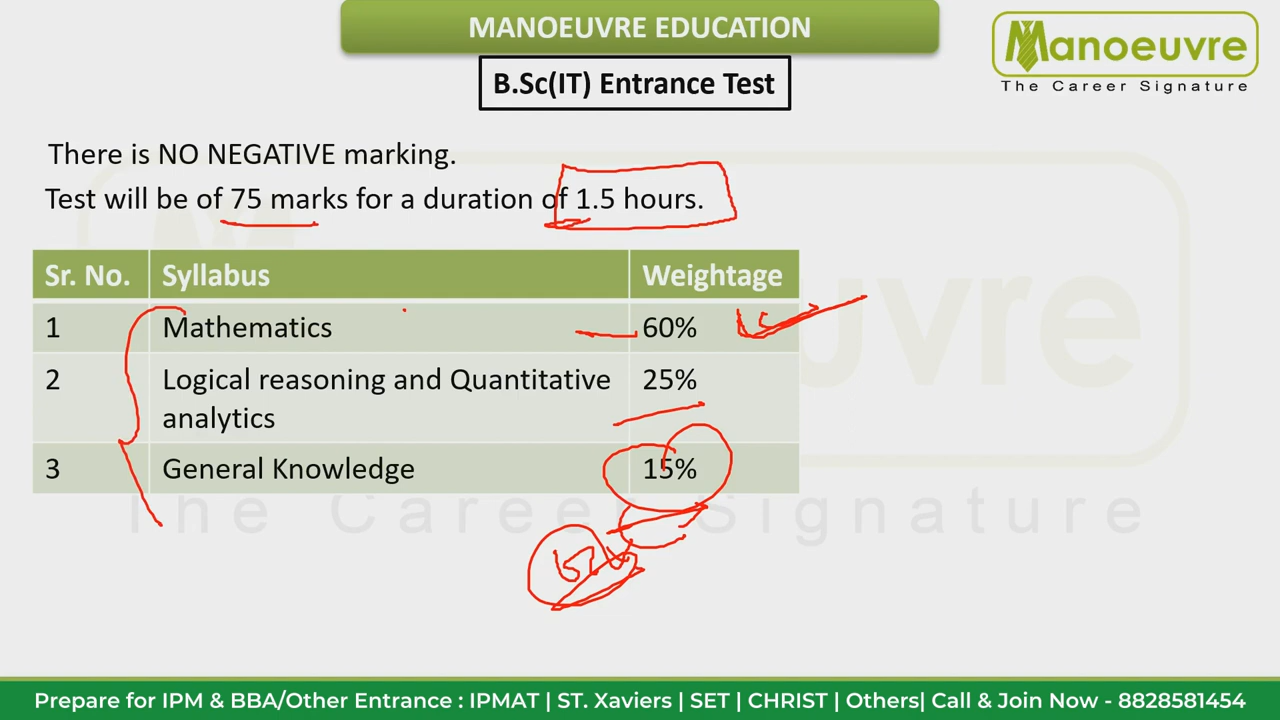 MANOEUVRE EDUCATION
Manoeuvre
The Career Signature
B.Sc(IT) Entrance Test
There is NO NEGATIVE marking.
Test will be of 75 marks for a duration of 1.5 hours.
Sr. No. Syllabus Weightage
1 Mathematics 60%
2 Logical reasoning and Quantitative 25%
analytics
3 General Knowledge 15%
The Career Signature
Prepare for IPM & BBA/Other Entrance : IPMAT | ST. Xaviers | SET | CHRIST | Others| Call & Join Now - 8828581454